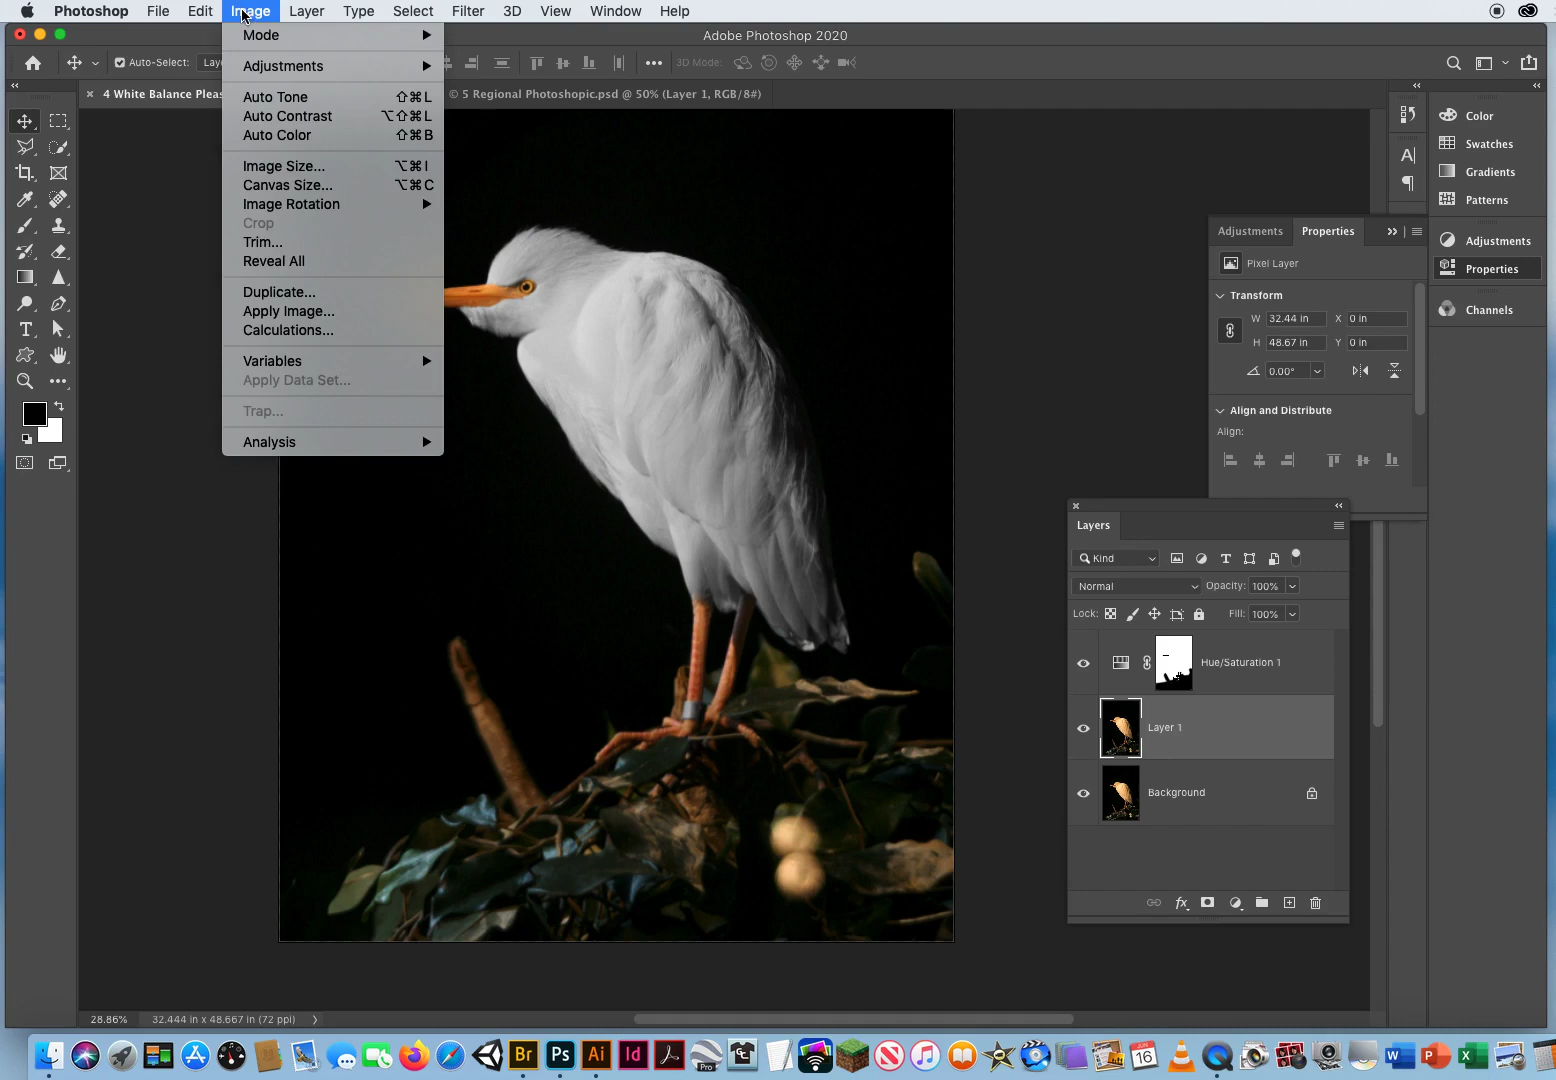 Photoshop File Edit Image Layer Type Select Filter 3D View Window Help
Adobe Photoshop 2020
Auto-Select: Laye
3D Mode:
4 White Balance Pleas
© 5 Regional Photoshopic.psd @ 50% (Layer 1, RGB/8#)
Mode
Adjustments
Auto Tone ⇧⌘L
Auto Contrast ⌥⇧⌘L
Auto Color ⇧⌘B
Image Size... ⌥⌘I
Canvas Size... ⌥⌘C
Image Rotation
Crop
Trim...
Reveal All
Duplicate...
Apply Image...
Calculations...
Variables
Apply Data Set...
Trap...
Analysis
Color
Swatches
Gradients
Patterns
Adjustments
Properties
Channels
Adjustments Properties
Pixel Layer
Transform
W 32.44 in X 0 in
H 48.67 in Y 0 in
0.00°
Align and Distribute
Align:
Layers
Kind
Normal Opacity: 100%
Lock: Fill: 100%
Hue/Saturation 1
Layer 1
Background
fx
28.86% 32.444 in x 48.667 in (72 ppi)
Br Ps Ai Id
Pro
JUN
16
W P X